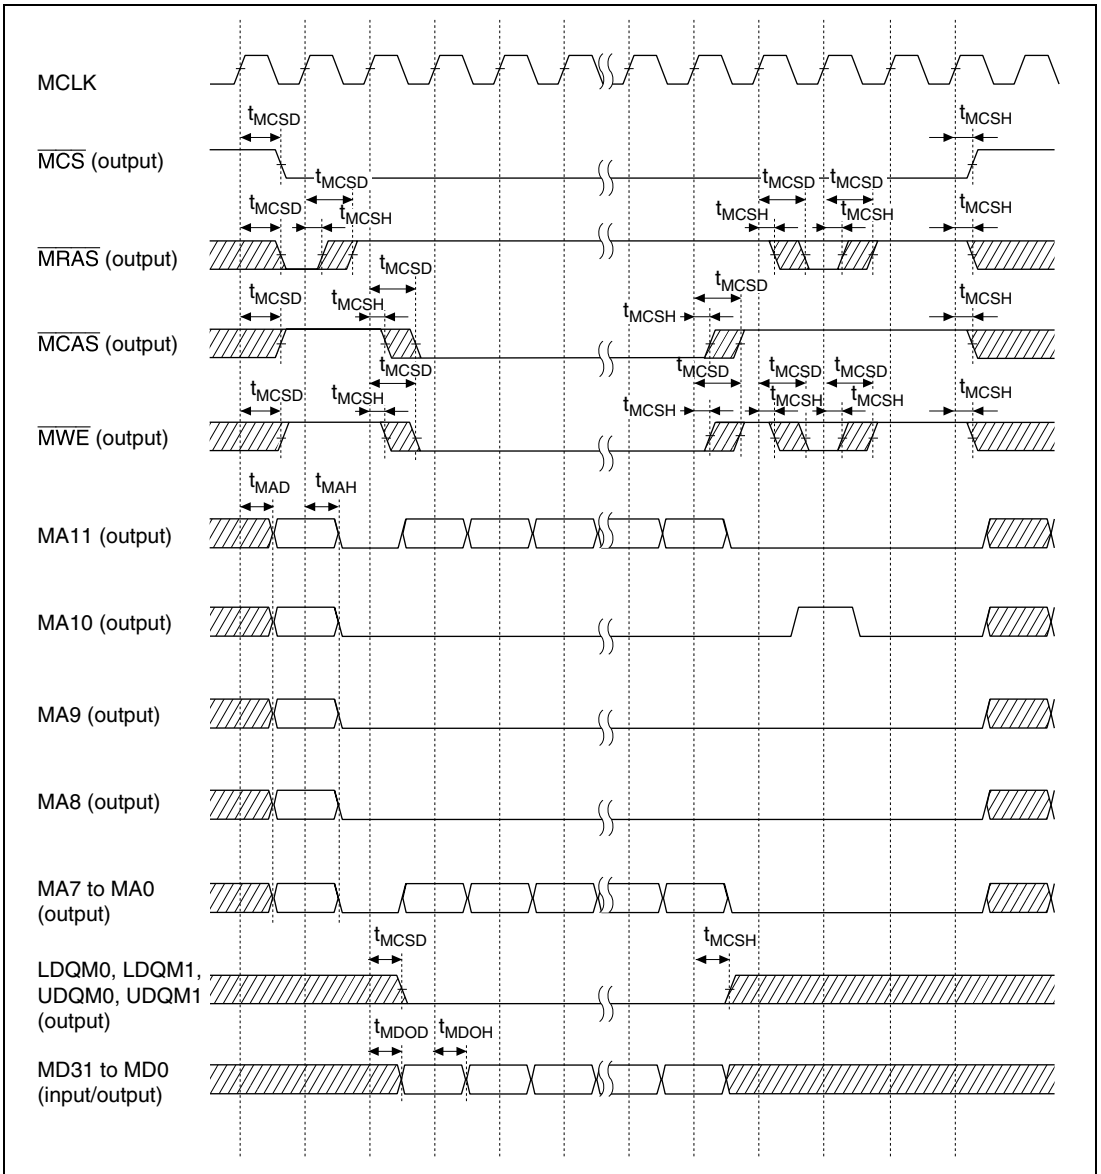 MCLK
tMCSD
tMCSH
MCS (output)
tMCSD tMCSD tMCSD
tMCSD tMCSH tMCSH tMCSH tMCSH
MRAS (output)
tMCSD
tMCSD
tMCSD tMCSH tMCSH tMCSH
MCAS (output)
tMCSD tMCSD tMCSD tMCSD
tMCSD tMCSH tMCSH tMCSH tMCSH tMCSH
MWE (output)
tMAD tMAH
MA11 (output)
MA10 (output)
MA9 (output)
MA8 (output)
MA7 to MA0
(output)
tMCSD tMCSH
LDQM0, LDQM1,
UDQM0, UDQM1
(output)
tMDOD tMDOH
MD31 to MD0
(input/output)